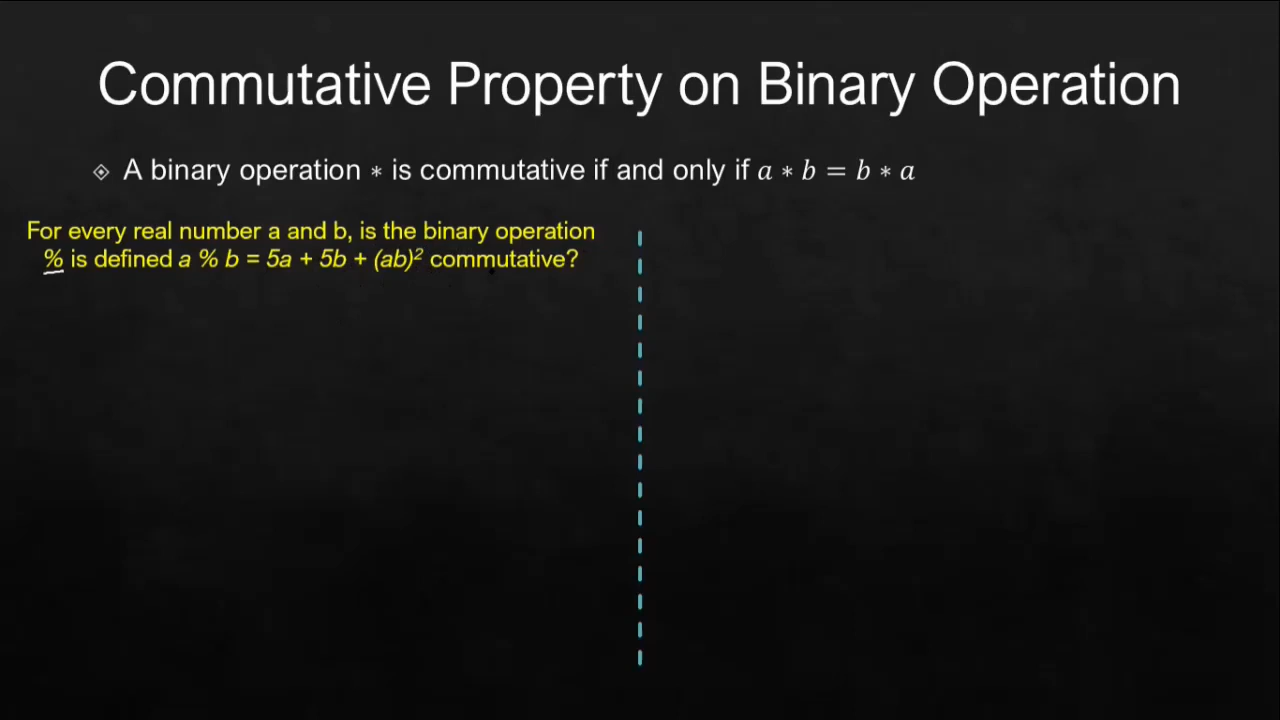 Commutative Property on Binary Operation
A binary operation ∗ is commutative if and only if a ∗ b = b ∗ a
For every real number a and b, is the binary operation
% is defined a % b = 5a + 5b + (ab)² commutative?